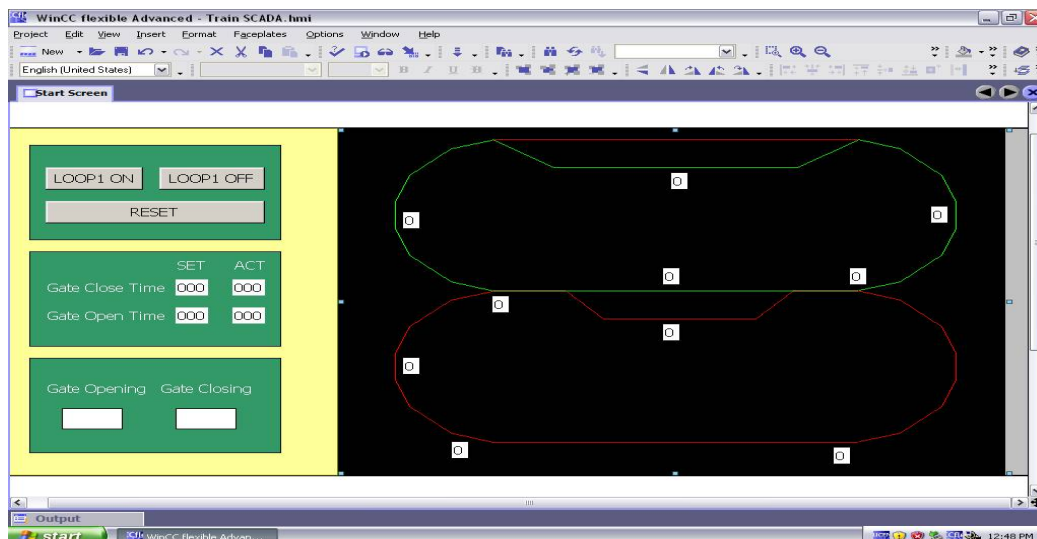 WinCC flexible Advanced - Train SCADA.hmi
Project Edit View Insert Format Faceplates Options Window Help
New
English (United States) B I U B
Start Screen
LOOP1 ON LOOP1 OFF
RESET
SET ACT
Gate Close Time 000 000
Gate Open Time 000 000
Gate Opening Gate Closing
0
0 0
0 0
0
0
0
0
0
Output
start WinCC flexible Advan... 12:48 PM